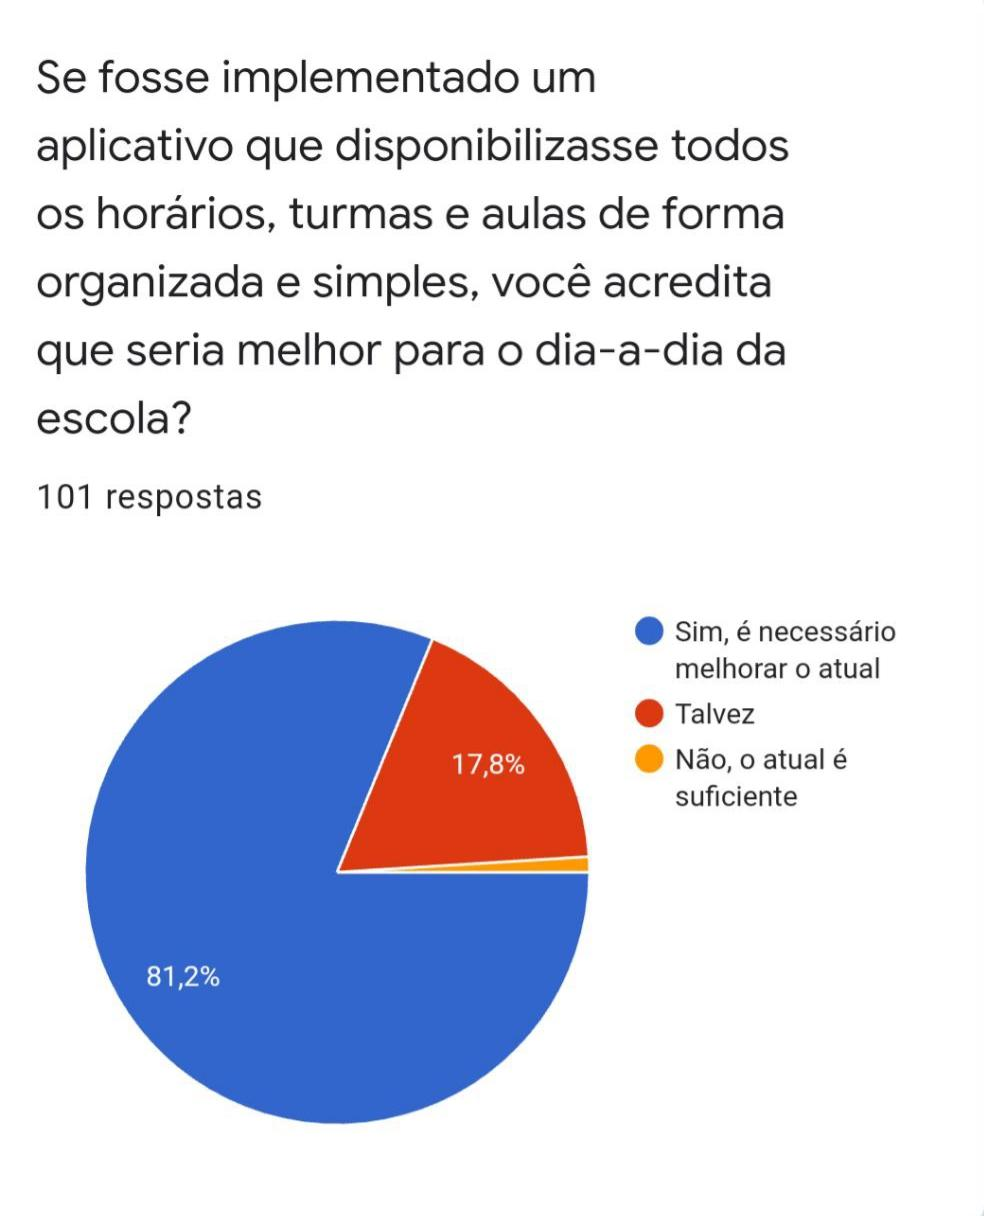 Se fosse implementado um
aplicativo que disponibilizasse todos
os horários, turmas e aulas de forma
organizada e simples, você acredita
que seria melhor para o dia-a-dia da
escola?
101 respostas
Sim, é necessário
melhorar o atual
Talvez
Não, o atual é
suficiente
17,8%
81,2%